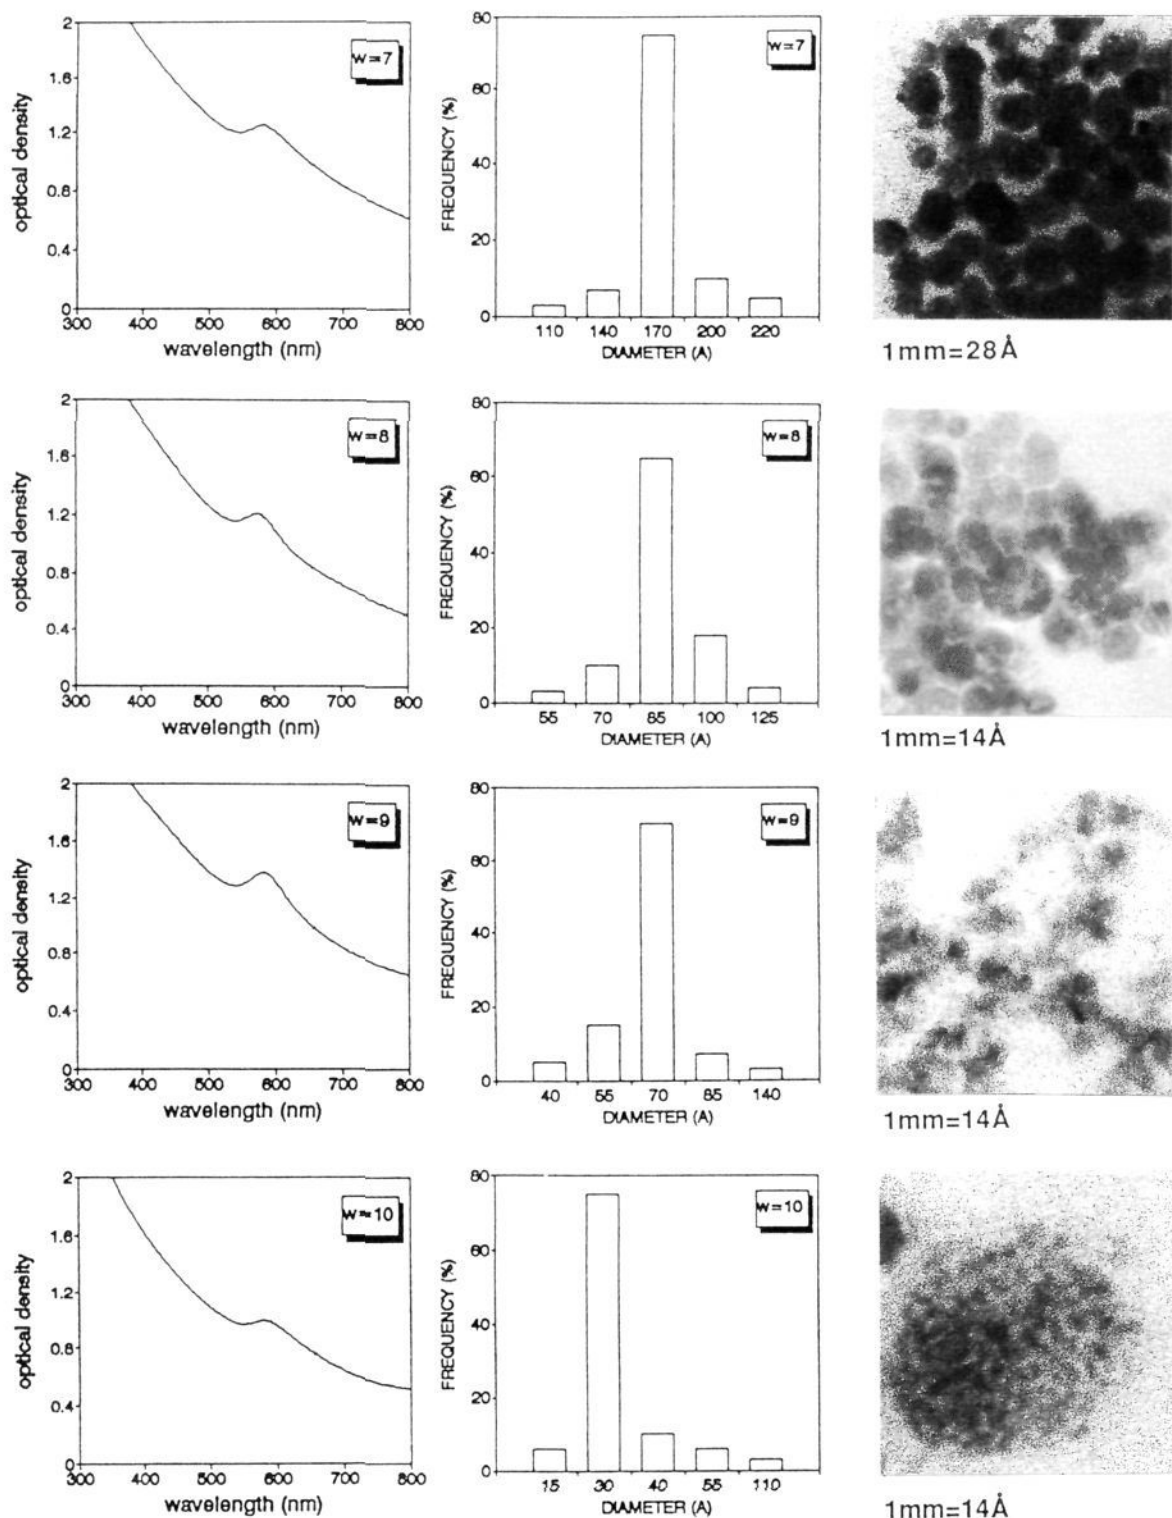 2
1.6
1.2
0.8
0.4
0
w=7
optical density
300 400 500 600 700 800
wavelength (nm)
80
60
40
20
0
w=7
FREQUENCY (%)
110 140 170 200 220
DIAMETER (A)
1mm=28Å
2
1.6
1.2
0.8
0.4
0
w=8
optical density
300 400 500 600 700 800
wavelength (nm)
80
60
40
20
0
w=8
FREQUENCY (%)
55 70 85 100 125
DIAMETER (A)
1mm=14Å
2
1.6
1.2
0.8
0.4
0
w=9
optical density
300 400 500 600 700 800
wavelength (nm)
80
60
40
20
0
w=9
FREQUENCY (%)
40 55 70 85 140
DIAMETER (A)
1mm=14Å
2
1.6
1.2
0.8
0.4
0
w=10
optical density
300 400 500 600 700 800
wavelength (nm)
80
60
40
20
0
w=10
FREQUENCY (%)
15 30 40 55 110
DIAMETER (A)
1mm=14Å